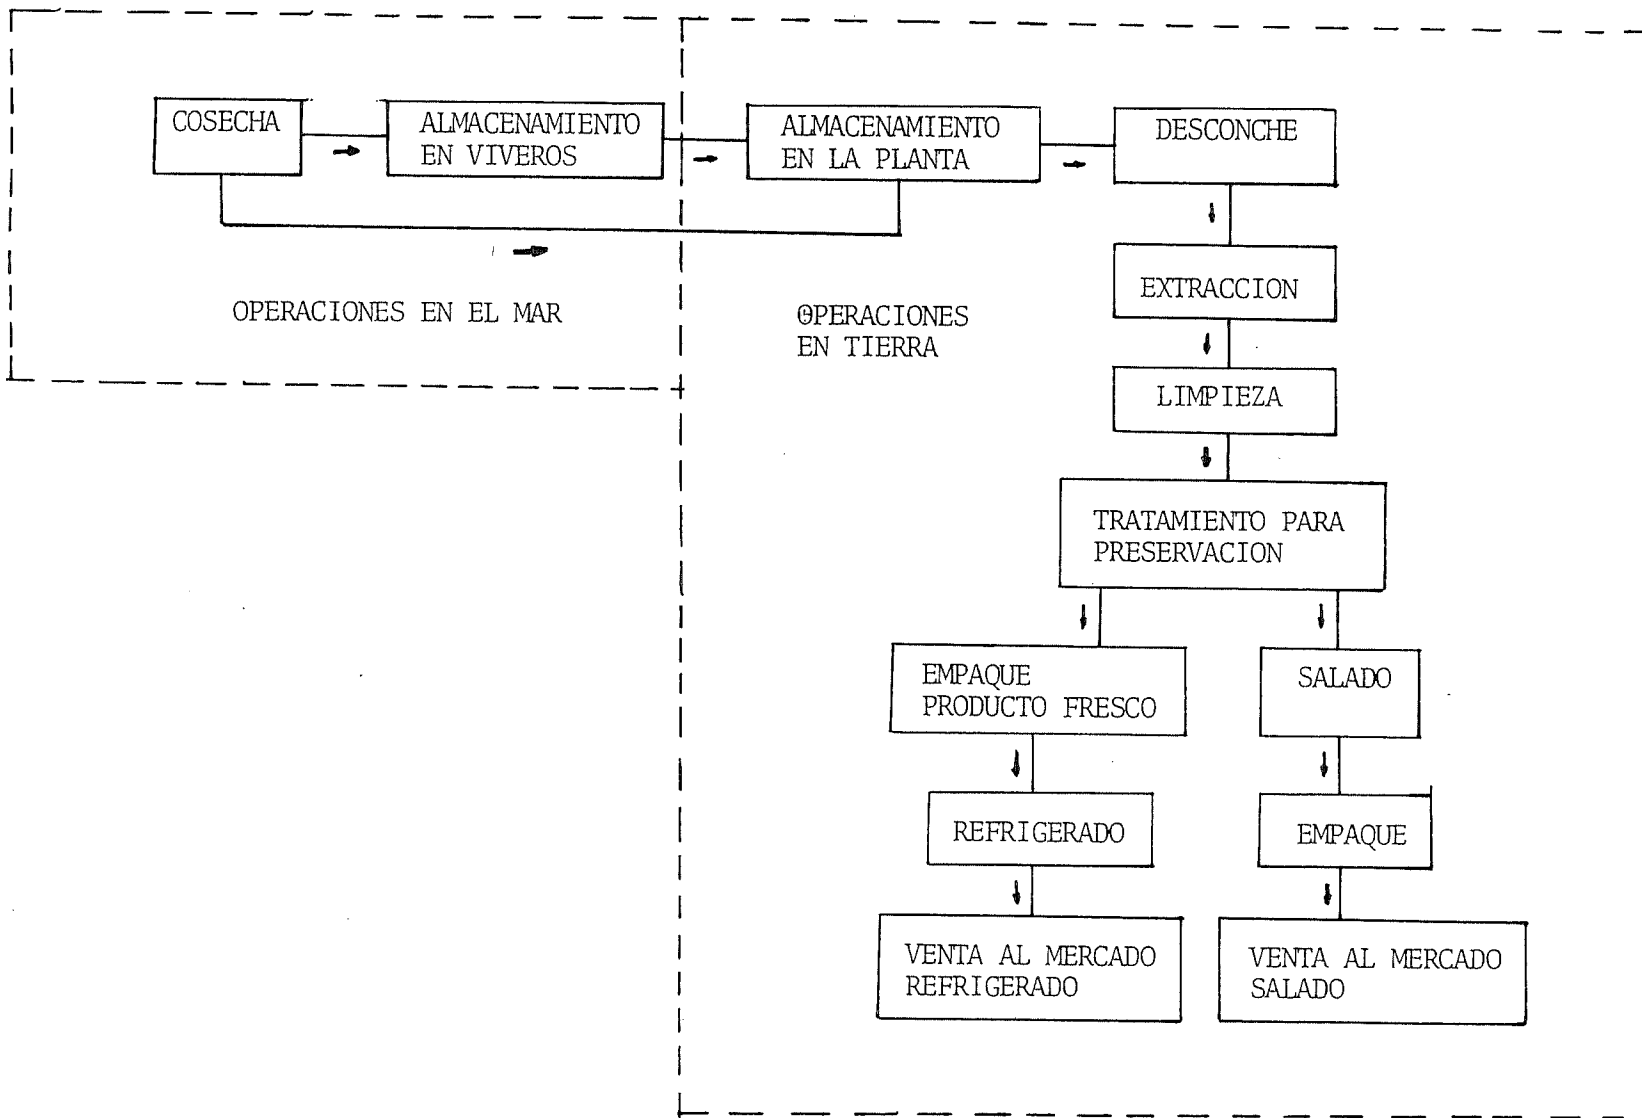 COSECHA
ALMACENAMIENTO
EN VIVEROS
ALMACENAMIENTO
EN LA PLANTA
DESCONCHE
EXTRACCION
OPERACIONES EN EL MAR
OPERACIONES
EN TIERRA
LIMPIEZA
TRATAMIENTO PARA
PRESERVACION
EMPAQUE
PRODUCTO FRESCO
SALADO
REFRIGERADO
EMPAQUE
VENTA AL MERCADO
REFRIGERADO
VENTA AL MERCADO
SALADO